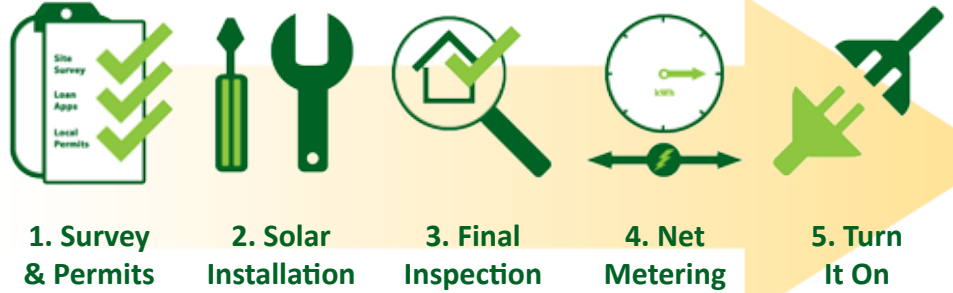 Site
Survey
Loan
Apps
Local
Permits
kWh
1. Survey
& Permits
2. Solar
Installation
3. Final
Inspection
4. Net
Metering
5. Turn
It On